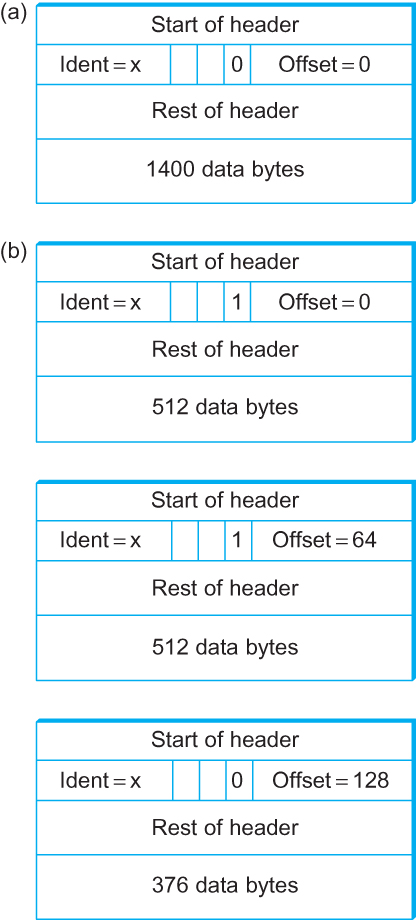 (a)
Start of header
Ident = x 0 Offset = 0
Rest of header
1400 data bytes
(b)
Start of header
Ident = x 1 Offset = 0
Rest of header
512 data bytes
Start of header
Ident = x 1 Offset = 64
Rest of header
512 data bytes
Start of header
Ident = x 0 Offset = 128
Rest of header
376 data bytes